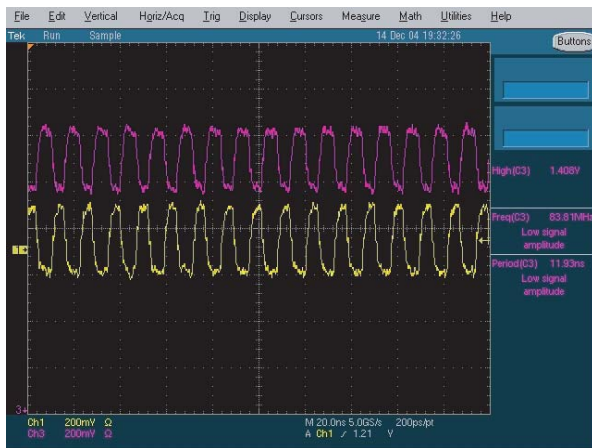 File Edit Vertical Horiz/Acq Trig Display Cursors Measure Math Utilities Help
Tek Run Sample 14 Dec 04 19:32:26 Buttons
High(C3) 1.408V
Freq(C3) 83.81MHz
Low signal
amplitude
Period(C3) 11.93ns
Low signal
amplitude
1
3
Ch1 200mV Ω M 20.0ns 5.0GS/s 200ps/pt
Ch3 200mV Ω A Ch1 / 1.21 V